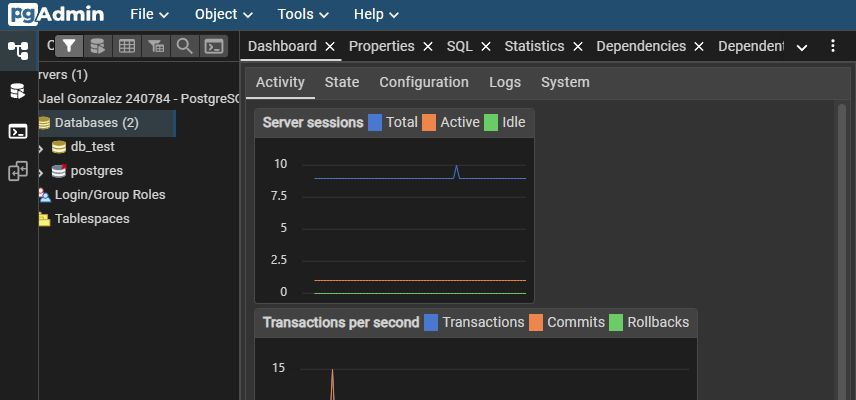 pgAdmin File Object Tools Help
Dashboard Properties SQL Statistics Dependencies Dependent
rvers (1)
Jael Gonzalez 240784 - PostgreSQ
Databases (2)
db_test
postgres
Login/Group Roles
Tablespaces
Activity State Configuration Logs System
Server sessions Total Active Idle
10
7.5
5
2.5
0
Transactions per second Transactions Commits Rollbacks
15